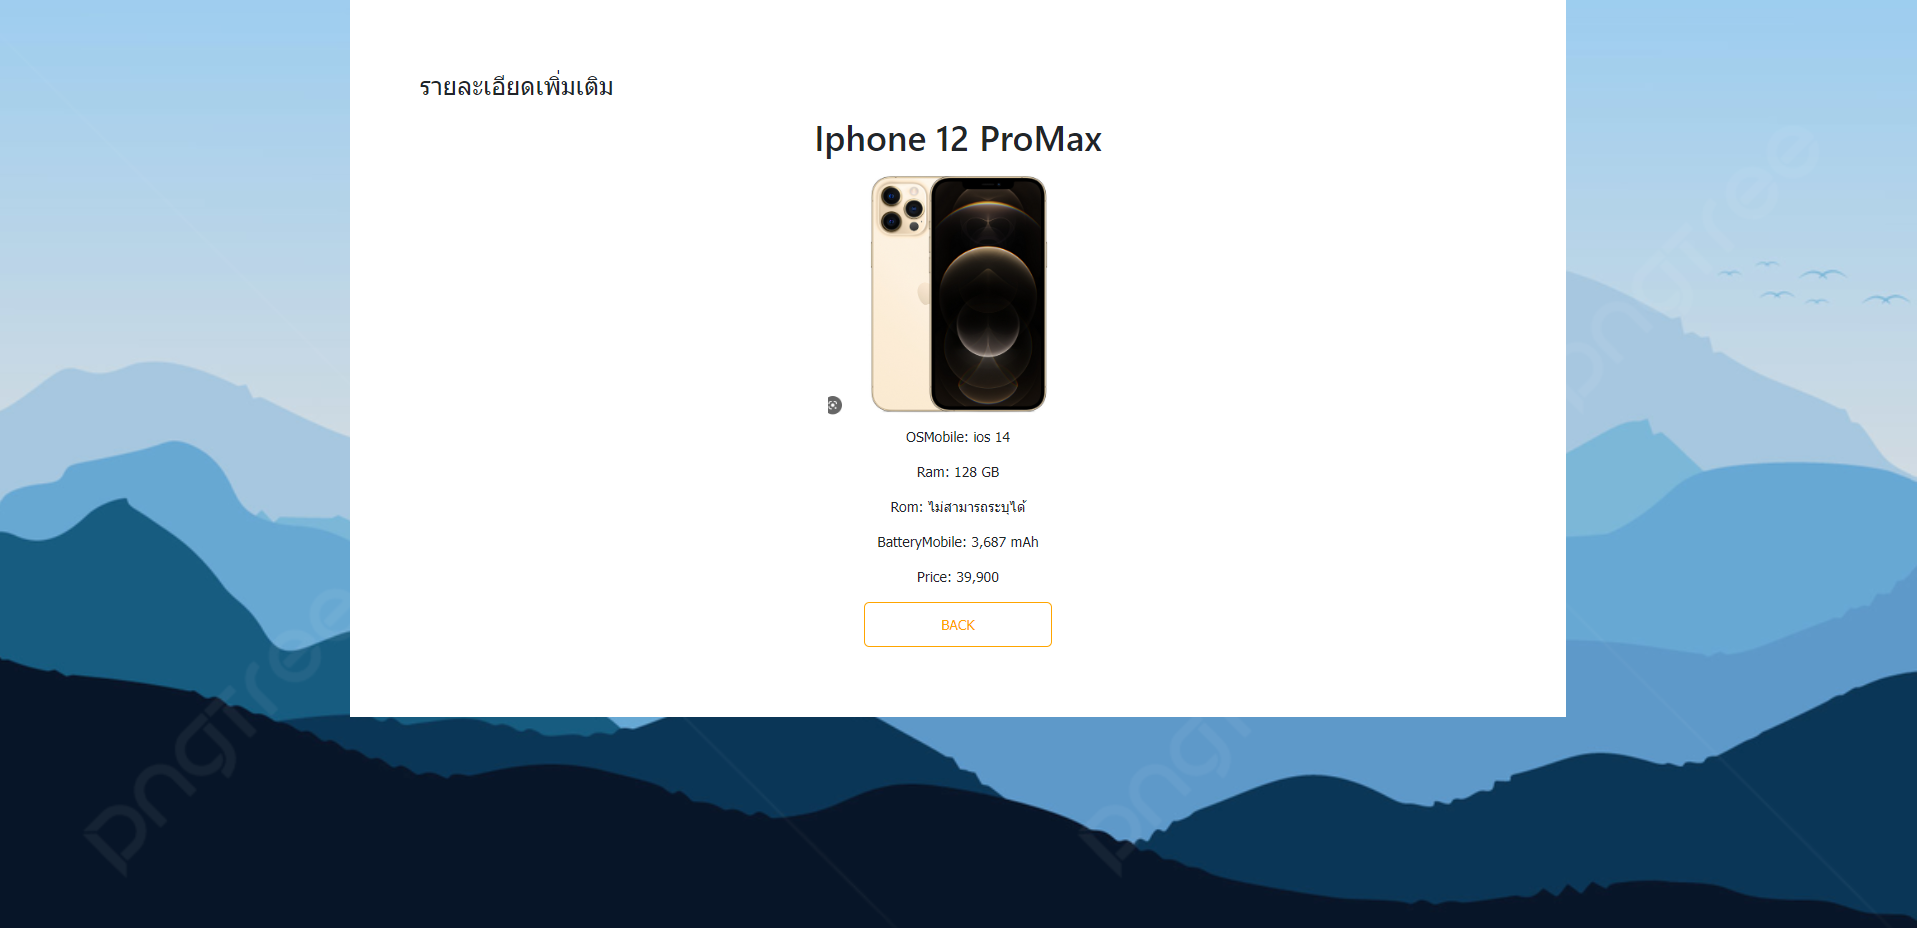 รายละเอียดเพิ่มเติม
Iphone 12 ProMax
OSMobile: ios 14
Ram: 128 GB
Rom: ไม่สามารถระบุได้
BatteryMobile: 3,687 mAh
Price: 39,900
BACK
pngtree
pngtree
pngtree